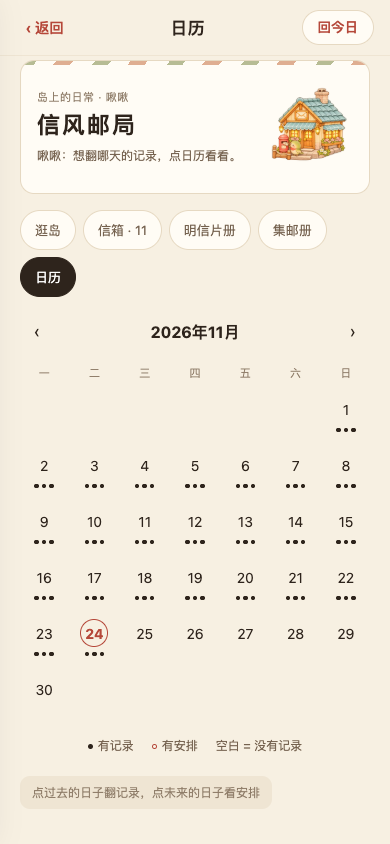 ‹ 返回
日历
回今日
岛上的日常 · 啾啾
信风邮局
啾啾：想翻哪天的记录，点日历看看。
逛岛
信箱 · 11
明信片册
集邮册
日历
‹ 2026年11月 ›
一 二 三 四 五 六 日
1
2 3 4 5 6 7 8
9 10 11 12 13 14 15
16 17 18 19 20 21 22
23 24 25 26 27 28 29
30
有记录 有安排 空白 = 没有记录
点过去的日子翻记录，点未来的日子看安排